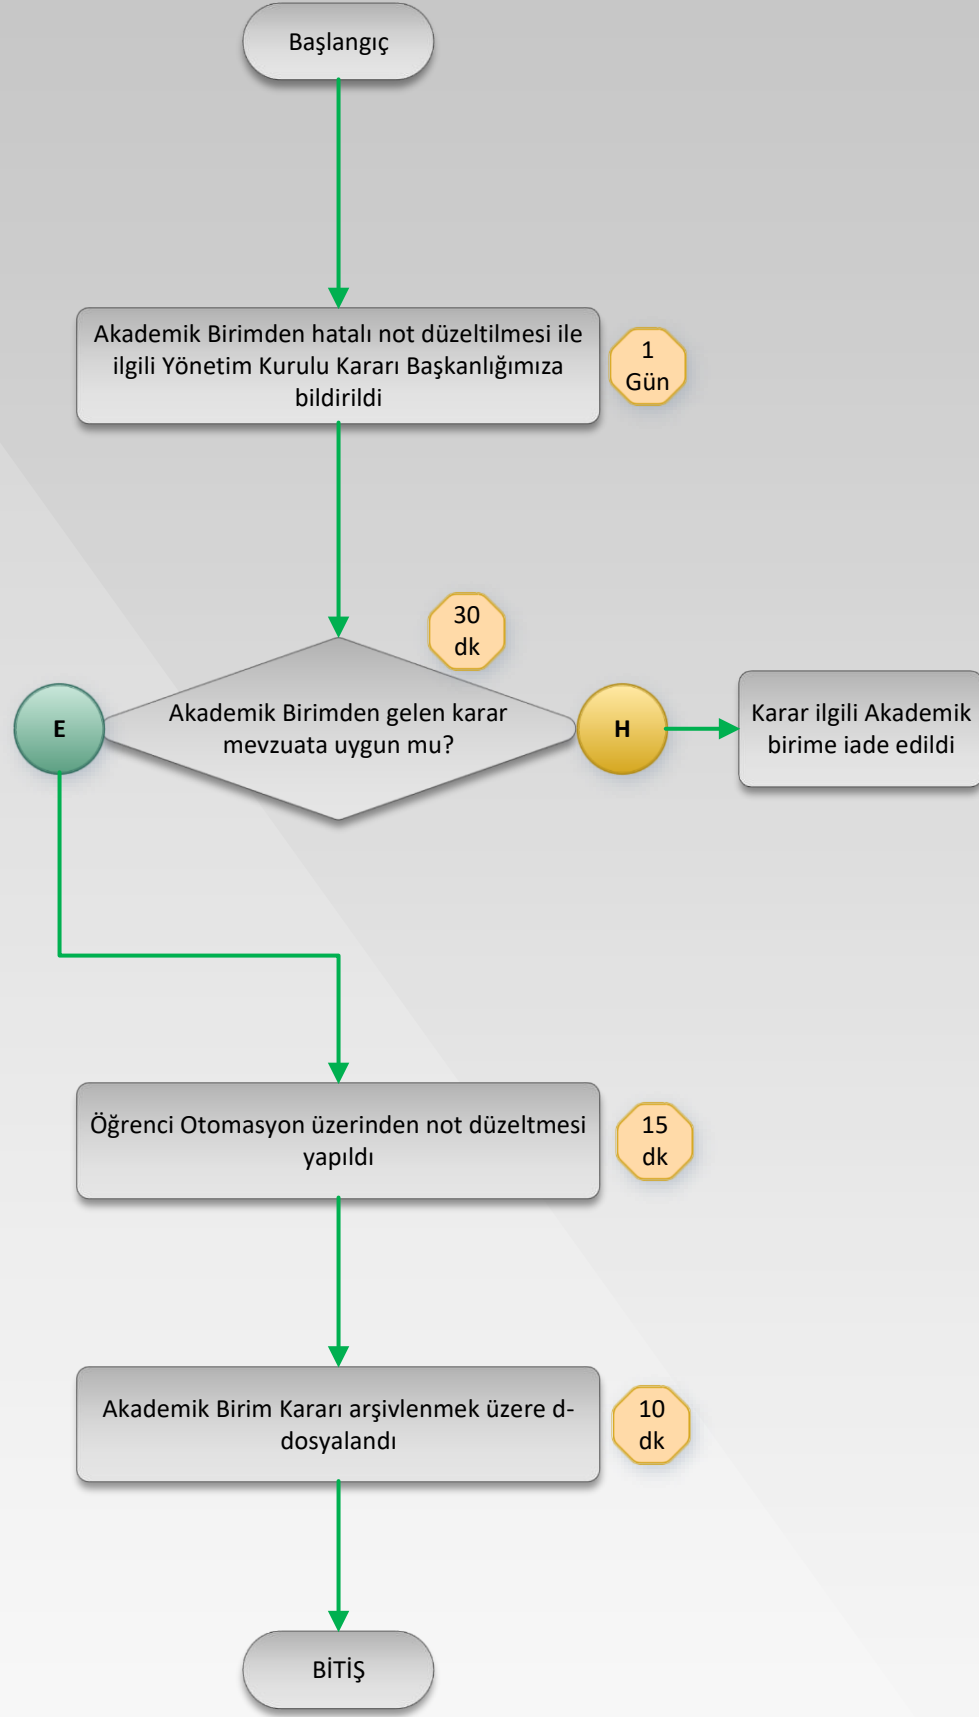 Başlangıç
Akademik Birimden hatalı not düzeltilmesi ile
ilgili Yönetim Kurulu Kararı Başkanlığımıza
bildirildi
1
Gün
30
dk
E
Akademik Birimden gelen karar
mevzuata uygun mu?
H
Karar ilgili Akademik
birime iade edildi
Öğrenci Otomasyon üzerinden not düzeltmesi
yapıldı
15
dk
Akademik Birim Kararı arşivlenmek üzere d-
dosyalandı
10
dk
BİTİŞ